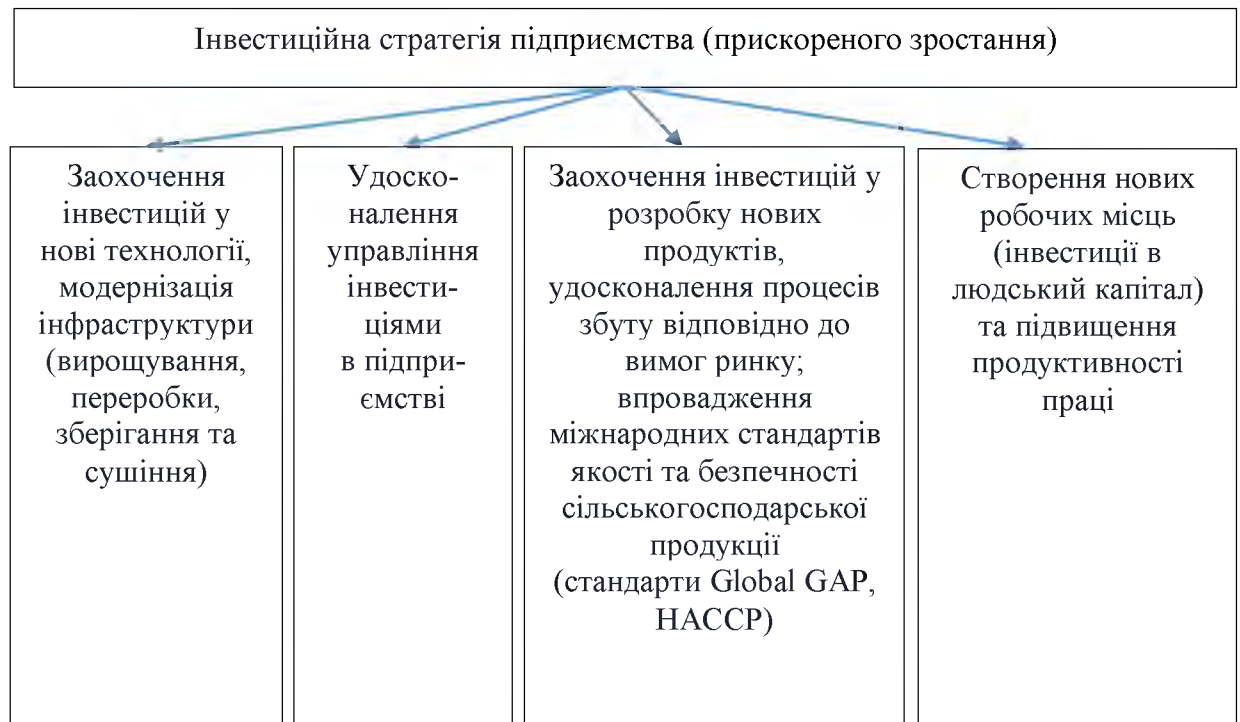 Інвестиційна стратегія підприємства (прискореного зростання)
Заохочення
інвестицій у
нові технології,
модернізація
інфраструктури
(вирощування,
переробки,
зберігання та
сушіння)
Удоско-
налення
управління
інвести-
ціями
в підпри-
ємстві
Заохочення інвестицій у
розробку нових
продуктів,
удосконалення процесів
збуту відповідно до
вимог ринку;
впровадження
міжнародних стандартів
якості та безпечності
сільськогосподарської
продукції
(стандарти Global GAP,
HACCP)
Створення нових
робочих місць
(інвестиції в
людський капітал)
та підвищення
продуктивності
праці